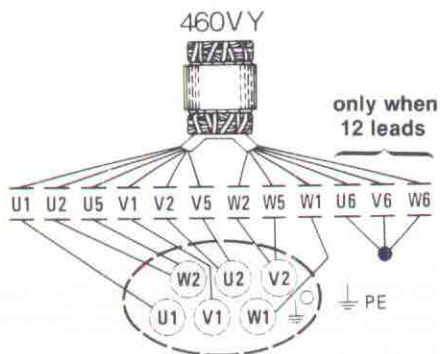 460VY
only when
12 leads
U1 U2 U5 V1 V2 V5 W2 W5 W1 U6 V6 W6
W2 U2 V2
U1 V1 W1 PE